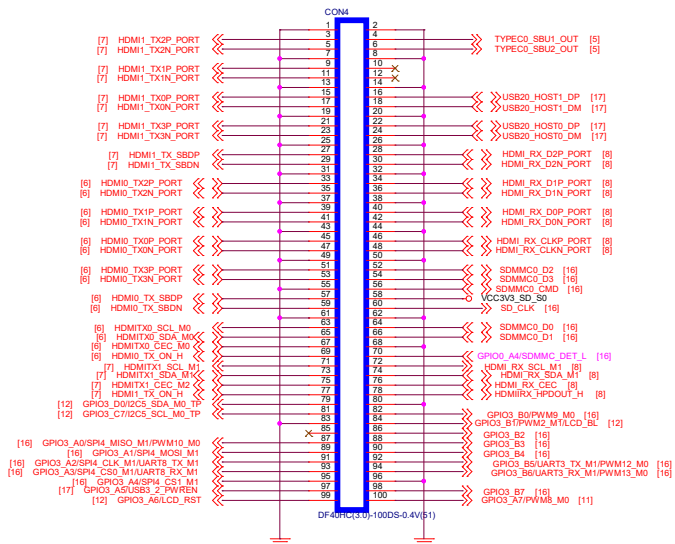 CON4
1 2
[7] HDMI1_TX2P_PORT 3 4 TYPEC0_SBU1_OUT [5]
[7] HDMI1_TX2N_PORT 5 6 TYPEC0_SBU2_OUT [5]
7 8
[7] HDMI1_TX1P_PORT 9 10
[7] HDMI1_TX1N_PORT 11 12
13 14
[7] HDMI1_TX0P_PORT 15 16 USB20_HOST1_DP [17]
[7] HDMI1_TX0N_PORT 17 18 USB20_HOST1_DM [17]
19 20
[7] HDMI1_TX3P_PORT 21 22 USB20_HOST0_DP [17]
[7] HDMI1_TX3N_PORT 23 24 USB20_HOST0_DM [17]
25 26
[7] HDMI1_TX_SBDP 27 28 HDMI_RX_D2P_PORT [8]
[7] HDMI1_TX_SBDN 29 30 HDMI_RX_D2N_PORT [8]
31 32
[6] HDMI0_TX2P_PORT 33 34 HDMI_RX_D1P_PORT [8]
[6] HDMI0_TX2N_PORT 35 36 HDMI_RX_D1N_PORT [8]
37 38
[6] HDMI0_TX1P_PORT 39 40 HDMI_RX_D0P_PORT [8]
[6] HDMI0_TX1N_PORT 41 42 HDMI_RX_D0N_PORT [8]
43 44
[6] HDMI0_TX0P_PORT 45 46 HDMI_RX_CLKP_PORT [8]
[6] HDMI0_TX0N_PORT 47 48 HDMI_RX_CLKN_PORT [8]
49 50
[6] HDMI0_TX3P_PORT 51 52 SDMMC0_D2 [16]
[6] HDMI0_TX3N_PORT 53 54 SDMMC0_D3 [16]
55 56 SDMMC0_CMD [16]
[6] HDMI0_TX_SBDP 57 58 VCC3V3_SD_S0
[6] HDMI0_TX_SBDN 59 60 SD_CLK [16]
61 62
[6] HDMITX0_SCL_M0 63 64 SDMMC0_D0 [16]
[6] HDMITX0_SDA_M0 65 66 SDMMC0_D1 [16]
[6] HDMITX0_CEC_M0 67 68
[6] HDMI0_TX_ON_H 69 70 GPIO0_A4/SDMMC_DET_L [16]
[7] HDMITX1_SCL_M1 71 72 HDMI_RX_SCL_M1 [8]
[7] HDMITX1_SDA_M1 73 74 HDMI_RX_SDA_M1 [8]
[7] HDMITX1_CEC_M2 75 76 HDMI_RX_CEC [8]
[7] HDMI1_TX_ON_H 77 78 HDMIIRX_HPDOUT_H [8]
[12] GPIO3_D0/I2C5_SDA_M0_TP 79 80
[12] GPIO3_C7/I2C5_SCL_M0_TP 81 82 GPIO3_B0/PWM9_M0 [16]
83 84 GPIO3_B1/PWM2_M1/LCD_BL [12]
85 86 GPIO3_B2 [16]
[16] GPIO3_A0/SPI4_MISO_M1/PWM10_M0 87 88 GPIO3_B3 [16]
[16] GPIO3_A1/SPI4_MOSI_M1 89 90 GPIO3_B4 [16]
[16] GPIO3_A2/SPI4_CLK_M1/UART8_TX_M1 91 92 GPIO3_B5/UART3_TX_M1/PWM12_M0 [16]
[16] GPIO3_A3/SPI4_CS0_M1/UART8_RX_M1 93 94 GPIO3_B6/UART3_RX_M1/PWM13_M0 [16]
[16] GPIO3_A4/SPI4_CS1_M1 95 96
[17] GPIO3_A5/USB3_2_PWREN 97 98 GPIO3_B7 [16]
[12] GPIO3_A6/LCD_RST 99 100 GPIO3_A7/PWM8_M0 [11]
DF40HC(3.0)-100DS-0.4V(51)